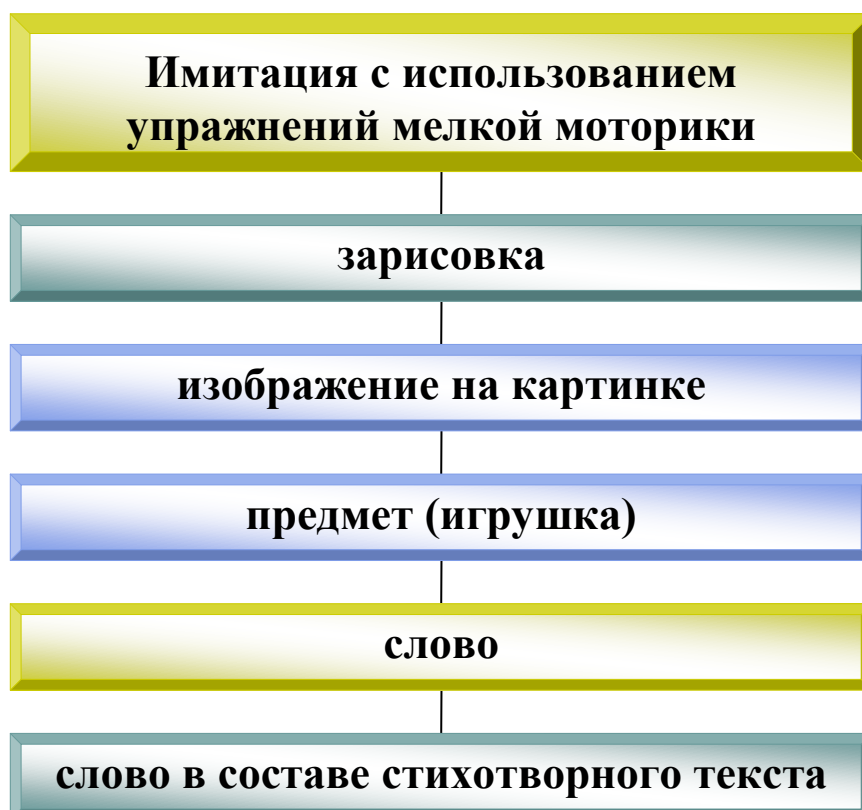 Имитация с использованием
упражнений мелкой моторики
зарисовка
изображение на картинке
предмет (игрушка)
слово
слово в составе стихотворного текста